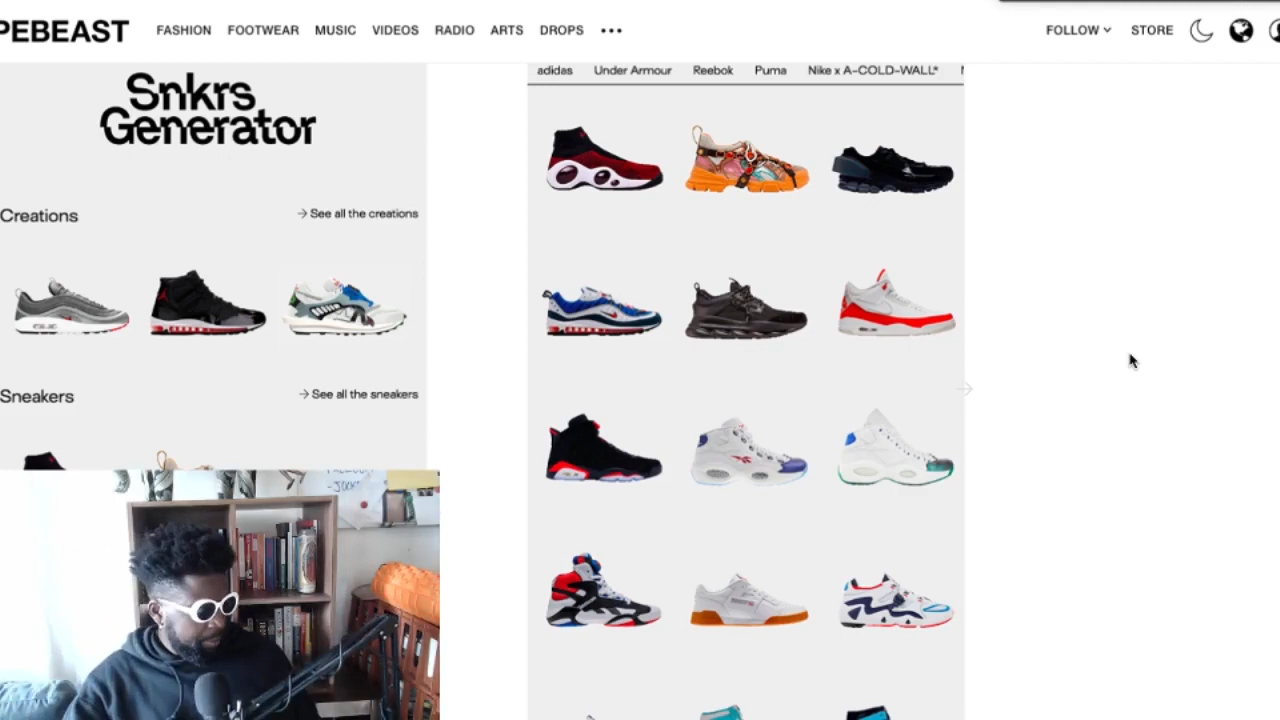 PEBEAST
FASHION FOOTWEAR MUSIC VIDEOS RADIO ARTS DROPS •••
FOLLOW STORE
Snkrs
Generator
Creations
→ See all the creations
Sneakers
→ See all the sneakers
adidas Under Armour Reebok Puma Nike x A-COLD-WALL*